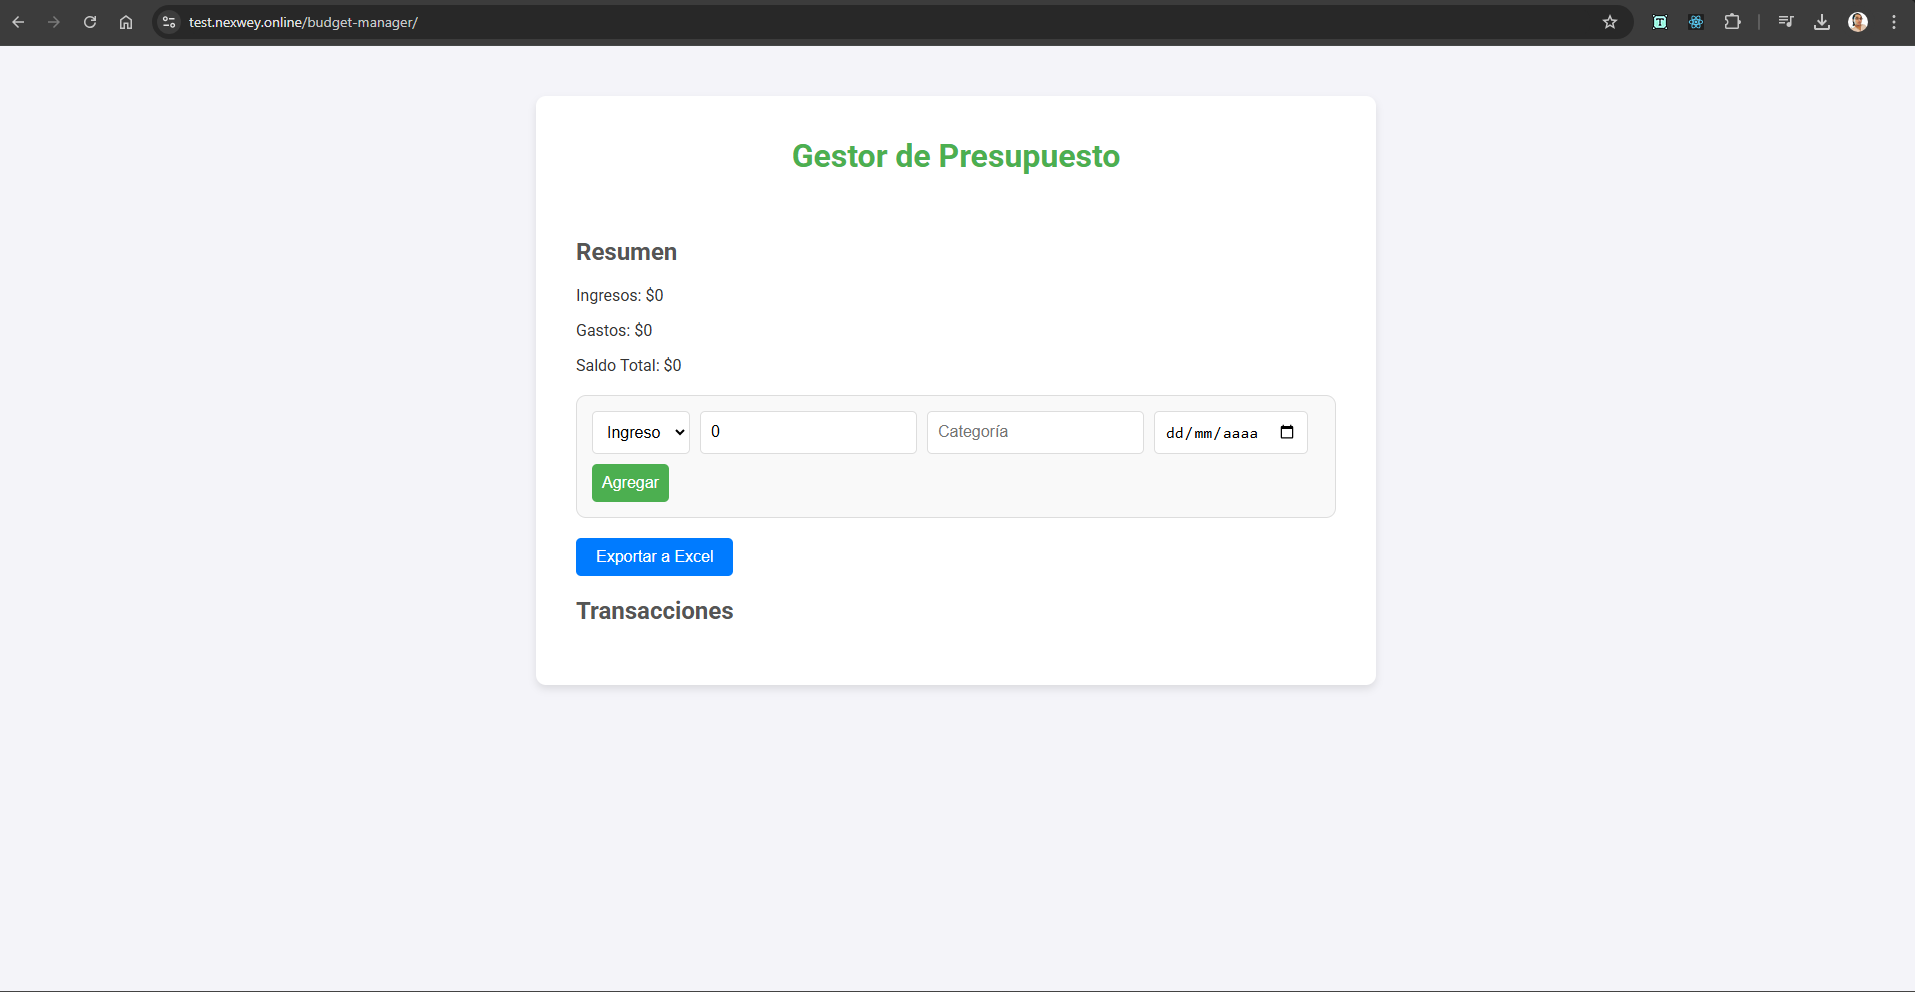 test.nexwey.online/budget-manager/
Gestor de Presupuesto
Resumen
Ingresos: $0
Gastos: $0
Saldo Total: $0
Ingreso 0 Categoría dd/mm/aaaa
Agregar
Exportar a Excel
Transacciones